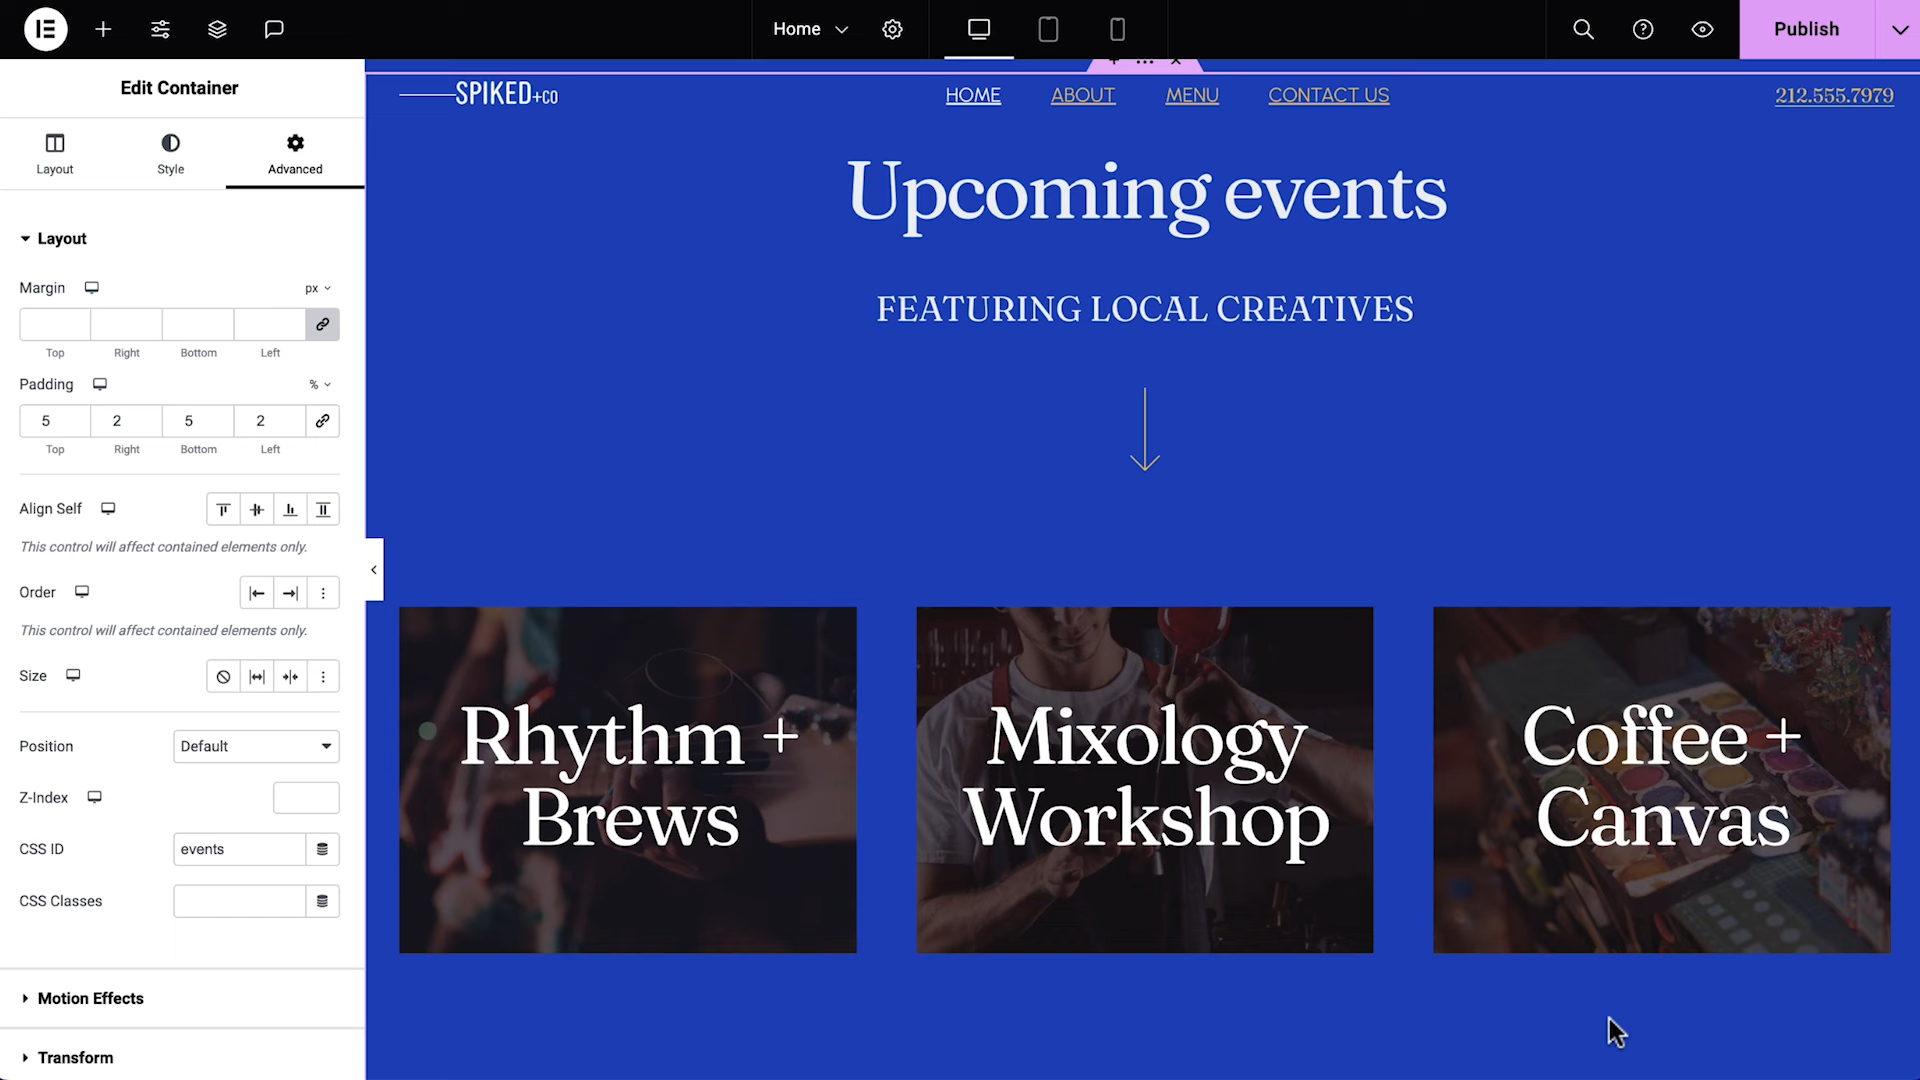 Home
Publish
Edit Container
Layout
Style
Advanced
Layout
Margin
px
Top
Right
Bottom
Left
Padding
%
5
2
5
2
Top
Right
Bottom
Left
Align Self
This control will affect contained elements only.
Order
This control will affect contained elements only.
Size
Position
Default
Z-Index
CSS ID
events
CSS Classes
Motion Effects
Transform
SPIKED+CO
HOME
ABOUT
MENU
CONTACT US
212.555.7979
Upcoming events
FEATURING LOCAL CREATIVES
Rhythm +
Brews
Mixology
Workshop
Coffee +
Canvas